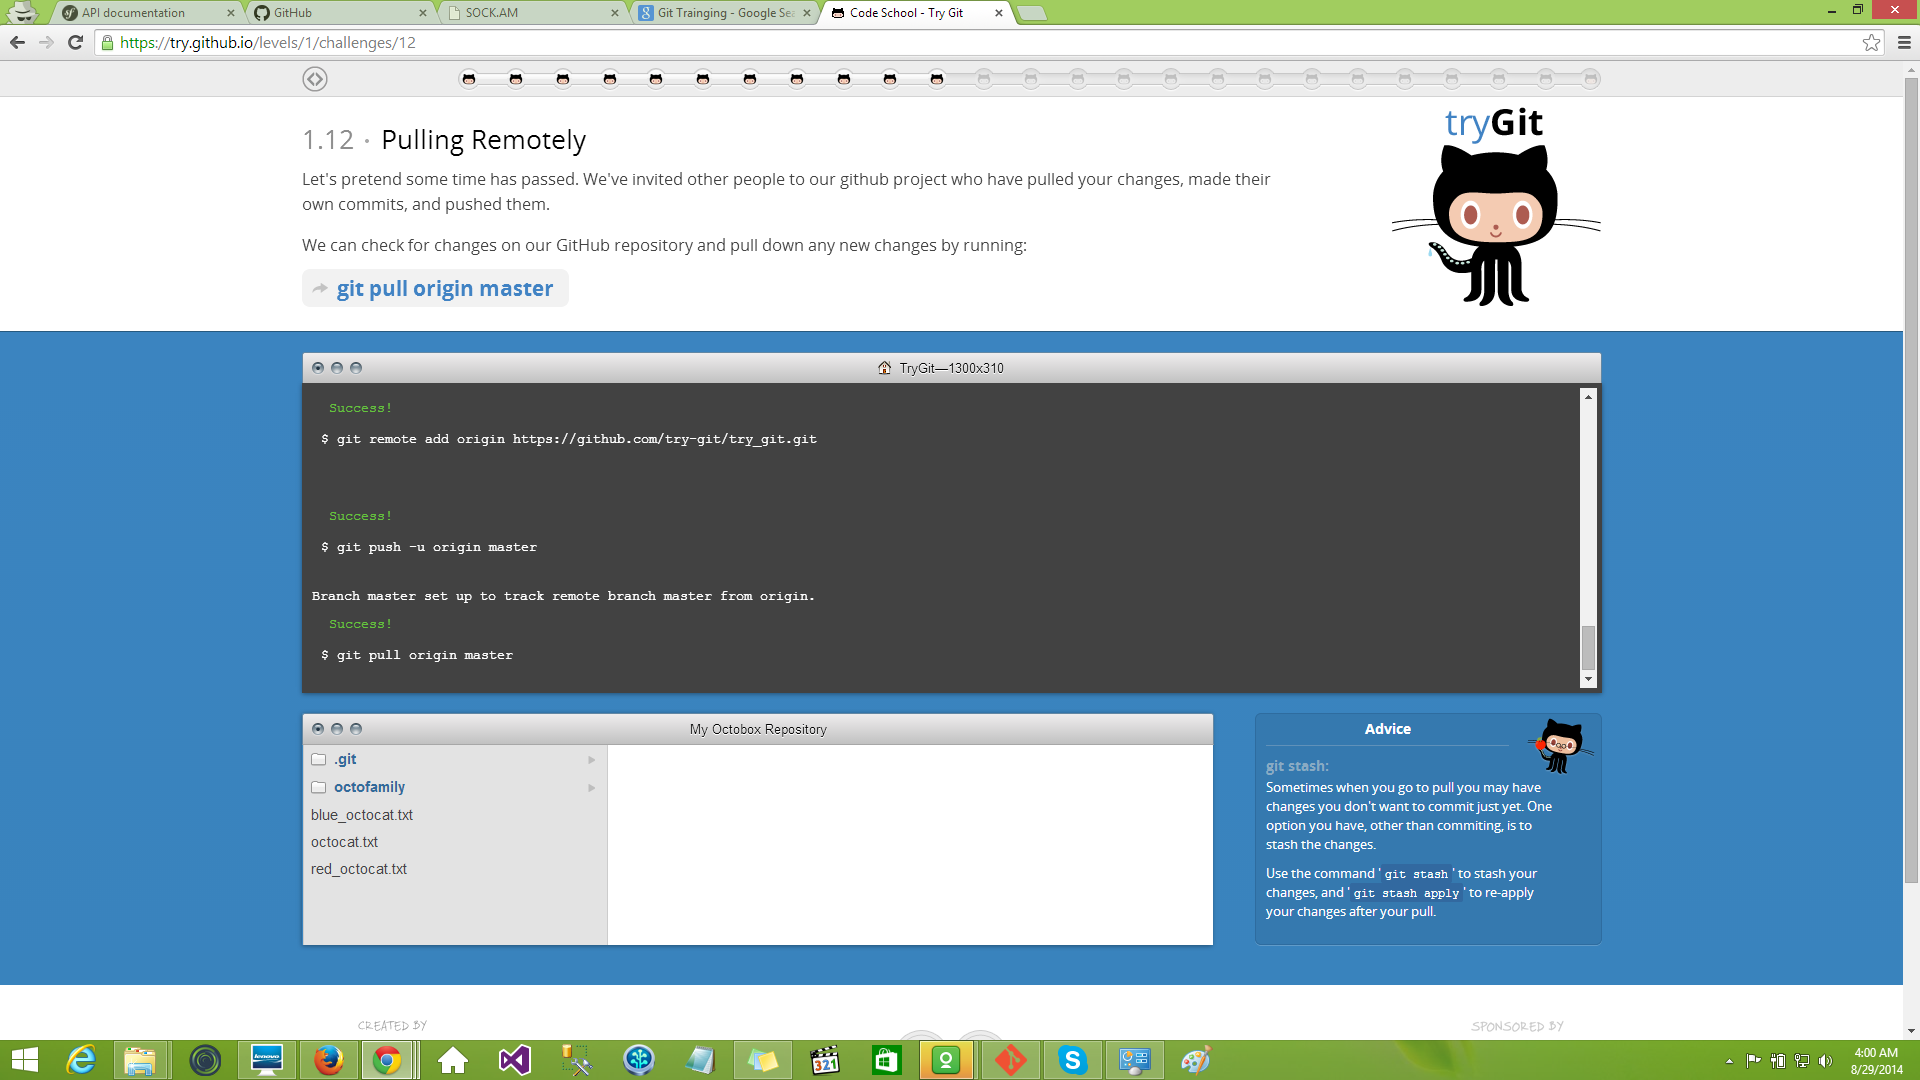 API documentation
GitHub
SOCK.AM
Git Trainging - Google Sea
Code School - Try Git
https://try.github.io/levels/1/challenges/12
1.12 · Pulling Remotely
tryGit
Let's pretend some time has passed. We've invited other people to our github project who have pulled your changes, made their
own commits, and pushed them.
We can check for changes on our GitHub repository and pull down any new changes by running:
git pull origin master
TryGit—1300x310
Success!
$ git remote add origin https://github.com/try-git/try_git.git
Success!
$ git push -u origin master
Branch master set up to track remote branch master from origin.
Success!
$ git pull origin master
My Octobox Repository
.git
octofamily
blue_octocat.txt
octocat.txt
red_octocat.txt
Advice
git stash:
Sometimes when you go to pull you may have
changes you don't want to commit just yet. One
option you have, other than commiting, is to
stash the changes.
Use the command 'git stash' to stash your
changes, and 'git stash apply' to re-apply
your changes after your pull.
CREATED BY
SPONSORED BY
lenovo
321
4:00 AM
8/29/2014